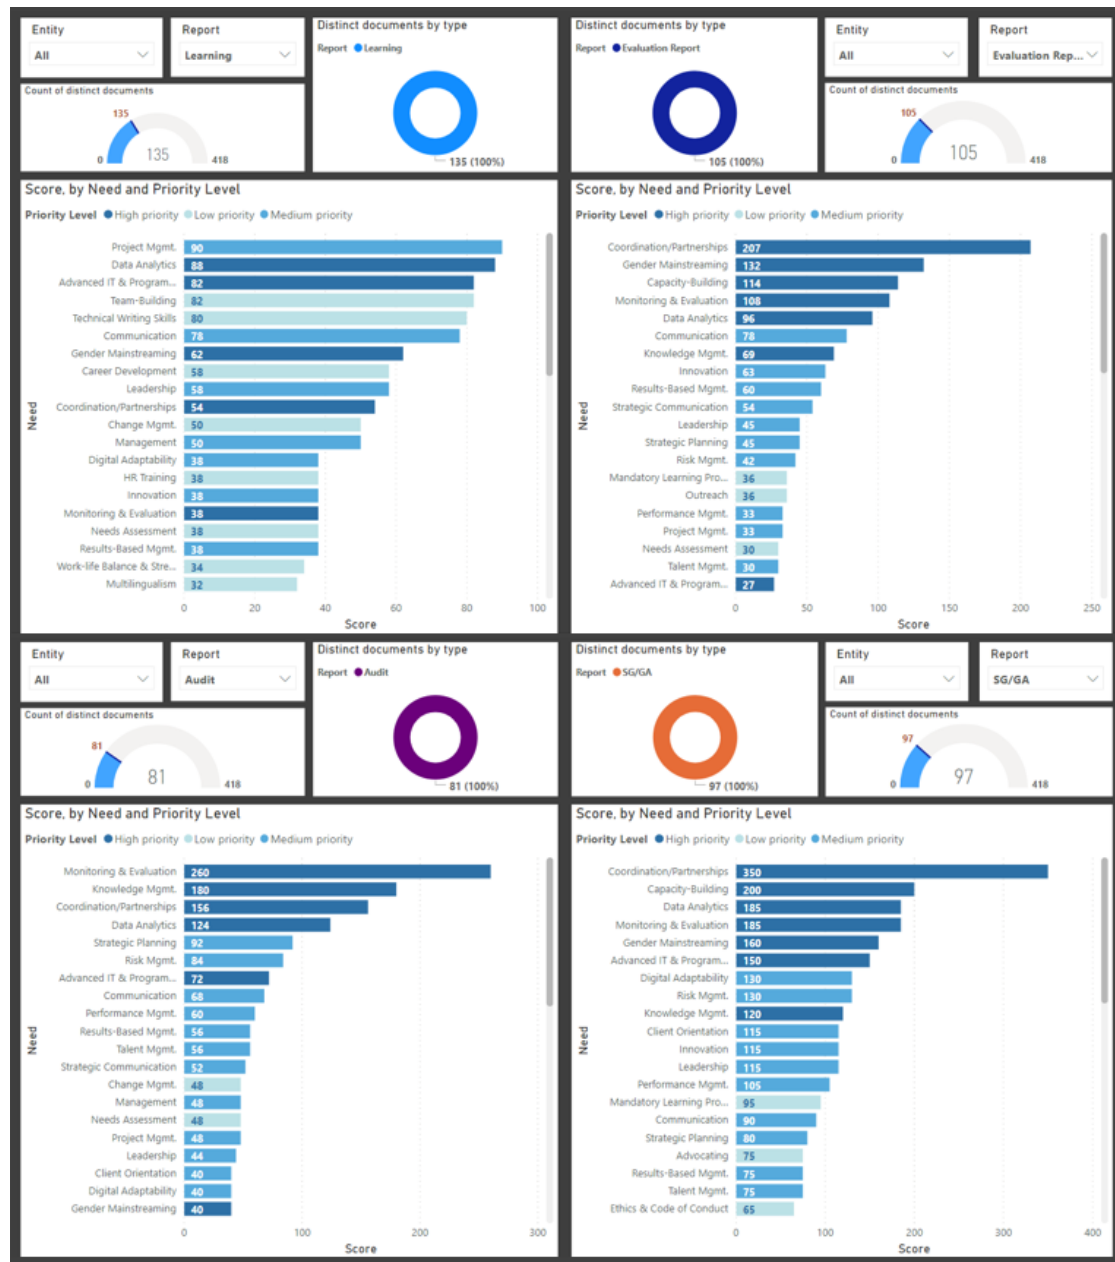 Entity
All
Report
Learning
Distinct documents by type
Report Learning
135 (100%)
Count of distinct documents
135
0
135
418
Score, by Need and Priority Level
Priority Level High priority Low priority Medium priority
Need
Project Mgmt. 90
Data Analytics 88
Advanced IT & Program... 82
Team-Building 82
Technical Writing Skills 80
Communication 78
Gender Mainstreaming 62
Career Development 58
Leadership 58
Coordination/Partnerships 54
Change Mgmt. 50
Management 50
Digital Adaptability 38
HR Training 38
Innovation 38
Monitoring & Evaluation 38
Needs Assessment 38
Results-Based Mgmt. 38
Work-life Balance & Stre... 34
Multilingualism 32
0 20 40 60 80 100
Score
Distinct documents by type
Report Evaluation Report
105 (100%)
Entity
All
Report
Evaluation Rep...
Count of distinct documents
105
0
105
418
Score, by Need and Priority Level
Priority Level High priority Low priority Medium priority
Need
Coordination/Partnerships 207
Gender Mainstreaming 132
Capacity-Building 114
Monitoring & Evaluation 108
Data Analytics 96
Communication 78
Knowledge Mgmt. 69
Innovation 63
Results-Based Mgmt. 60
Strategic Communication 54
Leadership 45
Strategic Planning 45
Risk Mgmt. 42
Mandatory Learning Pro... 36
Outreach 36
Performance Mgmt. 33
Project Mgmt. 33
Needs Assessment 30
Talent Mgmt. 30
Advanced IT & Program... 27
0 50 100 150 200 250
Score
Entity
All
Report
Audit
Distinct documents by type
Report Audit
81 (100%)
Count of distinct documents
81
0
81
418
Score, by Need and Priority Level
Priority Level High priority Low priority Medium priority
Need
Monitoring & Evaluation 260
Knowledge Mgmt. 180
Coordination/Partnerships 156
Data Analytics 124
Strategic Planning 92
Risk Mgmt. 84
Advanced IT & Program... 72
Communication 68
Performance Mgmt. 60
Results-Based Mgmt. 56
Talent Mgmt. 56
Strategic Communication 52
Change Mgmt. 48
Management 48
Needs Assessment 48
Project Mgmt. 48
Leadership 44
Client Orientation 40
Digital Adaptability 40
Gender Mainstreaming 40
0 100 200 300
Score
Distinct documents by type
Report SG/GA
97 (100%)
Entity
All
Report
SG/GA
Count of distinct documents
97
0
97
418
Score, by Need and Priority Level
Priority Level High priority Low priority Medium priority
Need
Coordination/Partnerships 350
Capacity-Building 200
Data Analytics 185
Monitoring & Evaluation 185
Gender Mainstreaming 160
Advanced IT & Program... 150
Digital Adaptability 130
Risk Mgmt. 130
Knowledge Mgmt. 120
Client Orientation 115
Innovation 115
Leadership 115
Performance Mgmt. 105
Mandatory Learning Pro... 95
Communication 90
Strategic Planning 80
Advocating 75
Results-Based Mgmt. 75
Talent Mgmt. 75
Ethics & Code of Conduct 65
0 100 200 300 400
Score